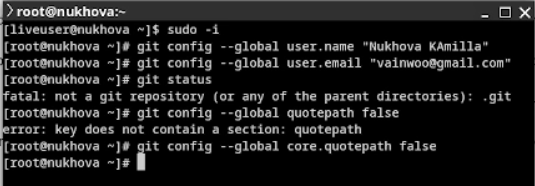 root@nukhova:~
[liveuser@nukhova ~]$ sudo -i
[root@nukhova ~]# git config --global user.name "Nukhova KAmilla"
[root@nukhova ~]# git config --global user.email "vainwoo@gmail.com"
[root@nukhova ~]# git status
fatal: not a git repository (or any of the parent directories): .git
[root@nukhova ~]# git config --global quotepath false
error: key does not contain a section: quotepath
[root@nukhova ~]# git config --global core.quotepath false
[root@nukhova ~]#